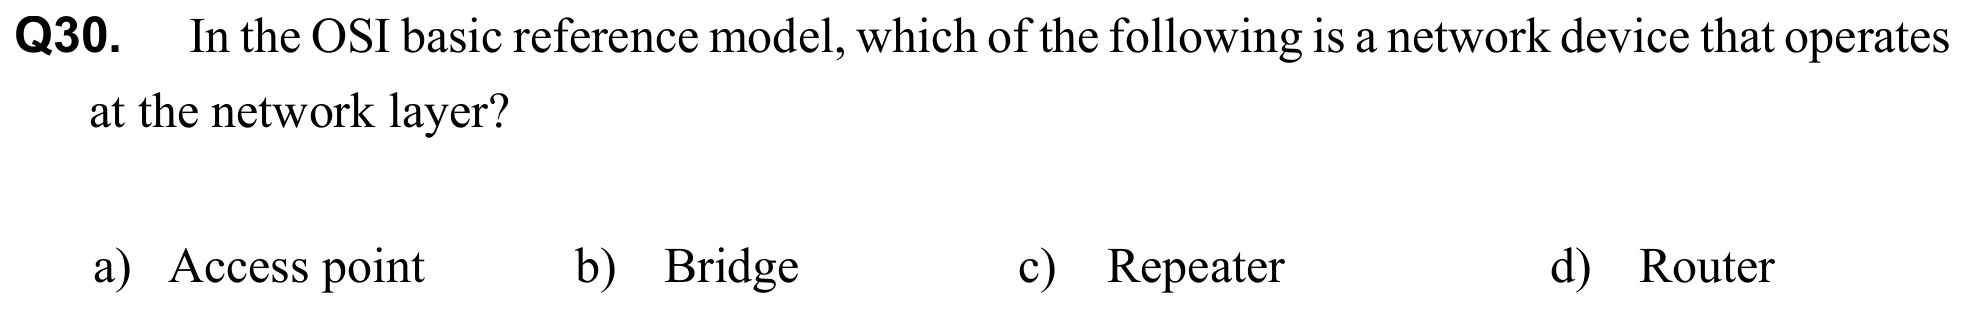 Q30. In the OSI basic reference model, which of the following is a network device that operates
at the network layer?
a) Access point b) Bridge c) Repeater d) Router